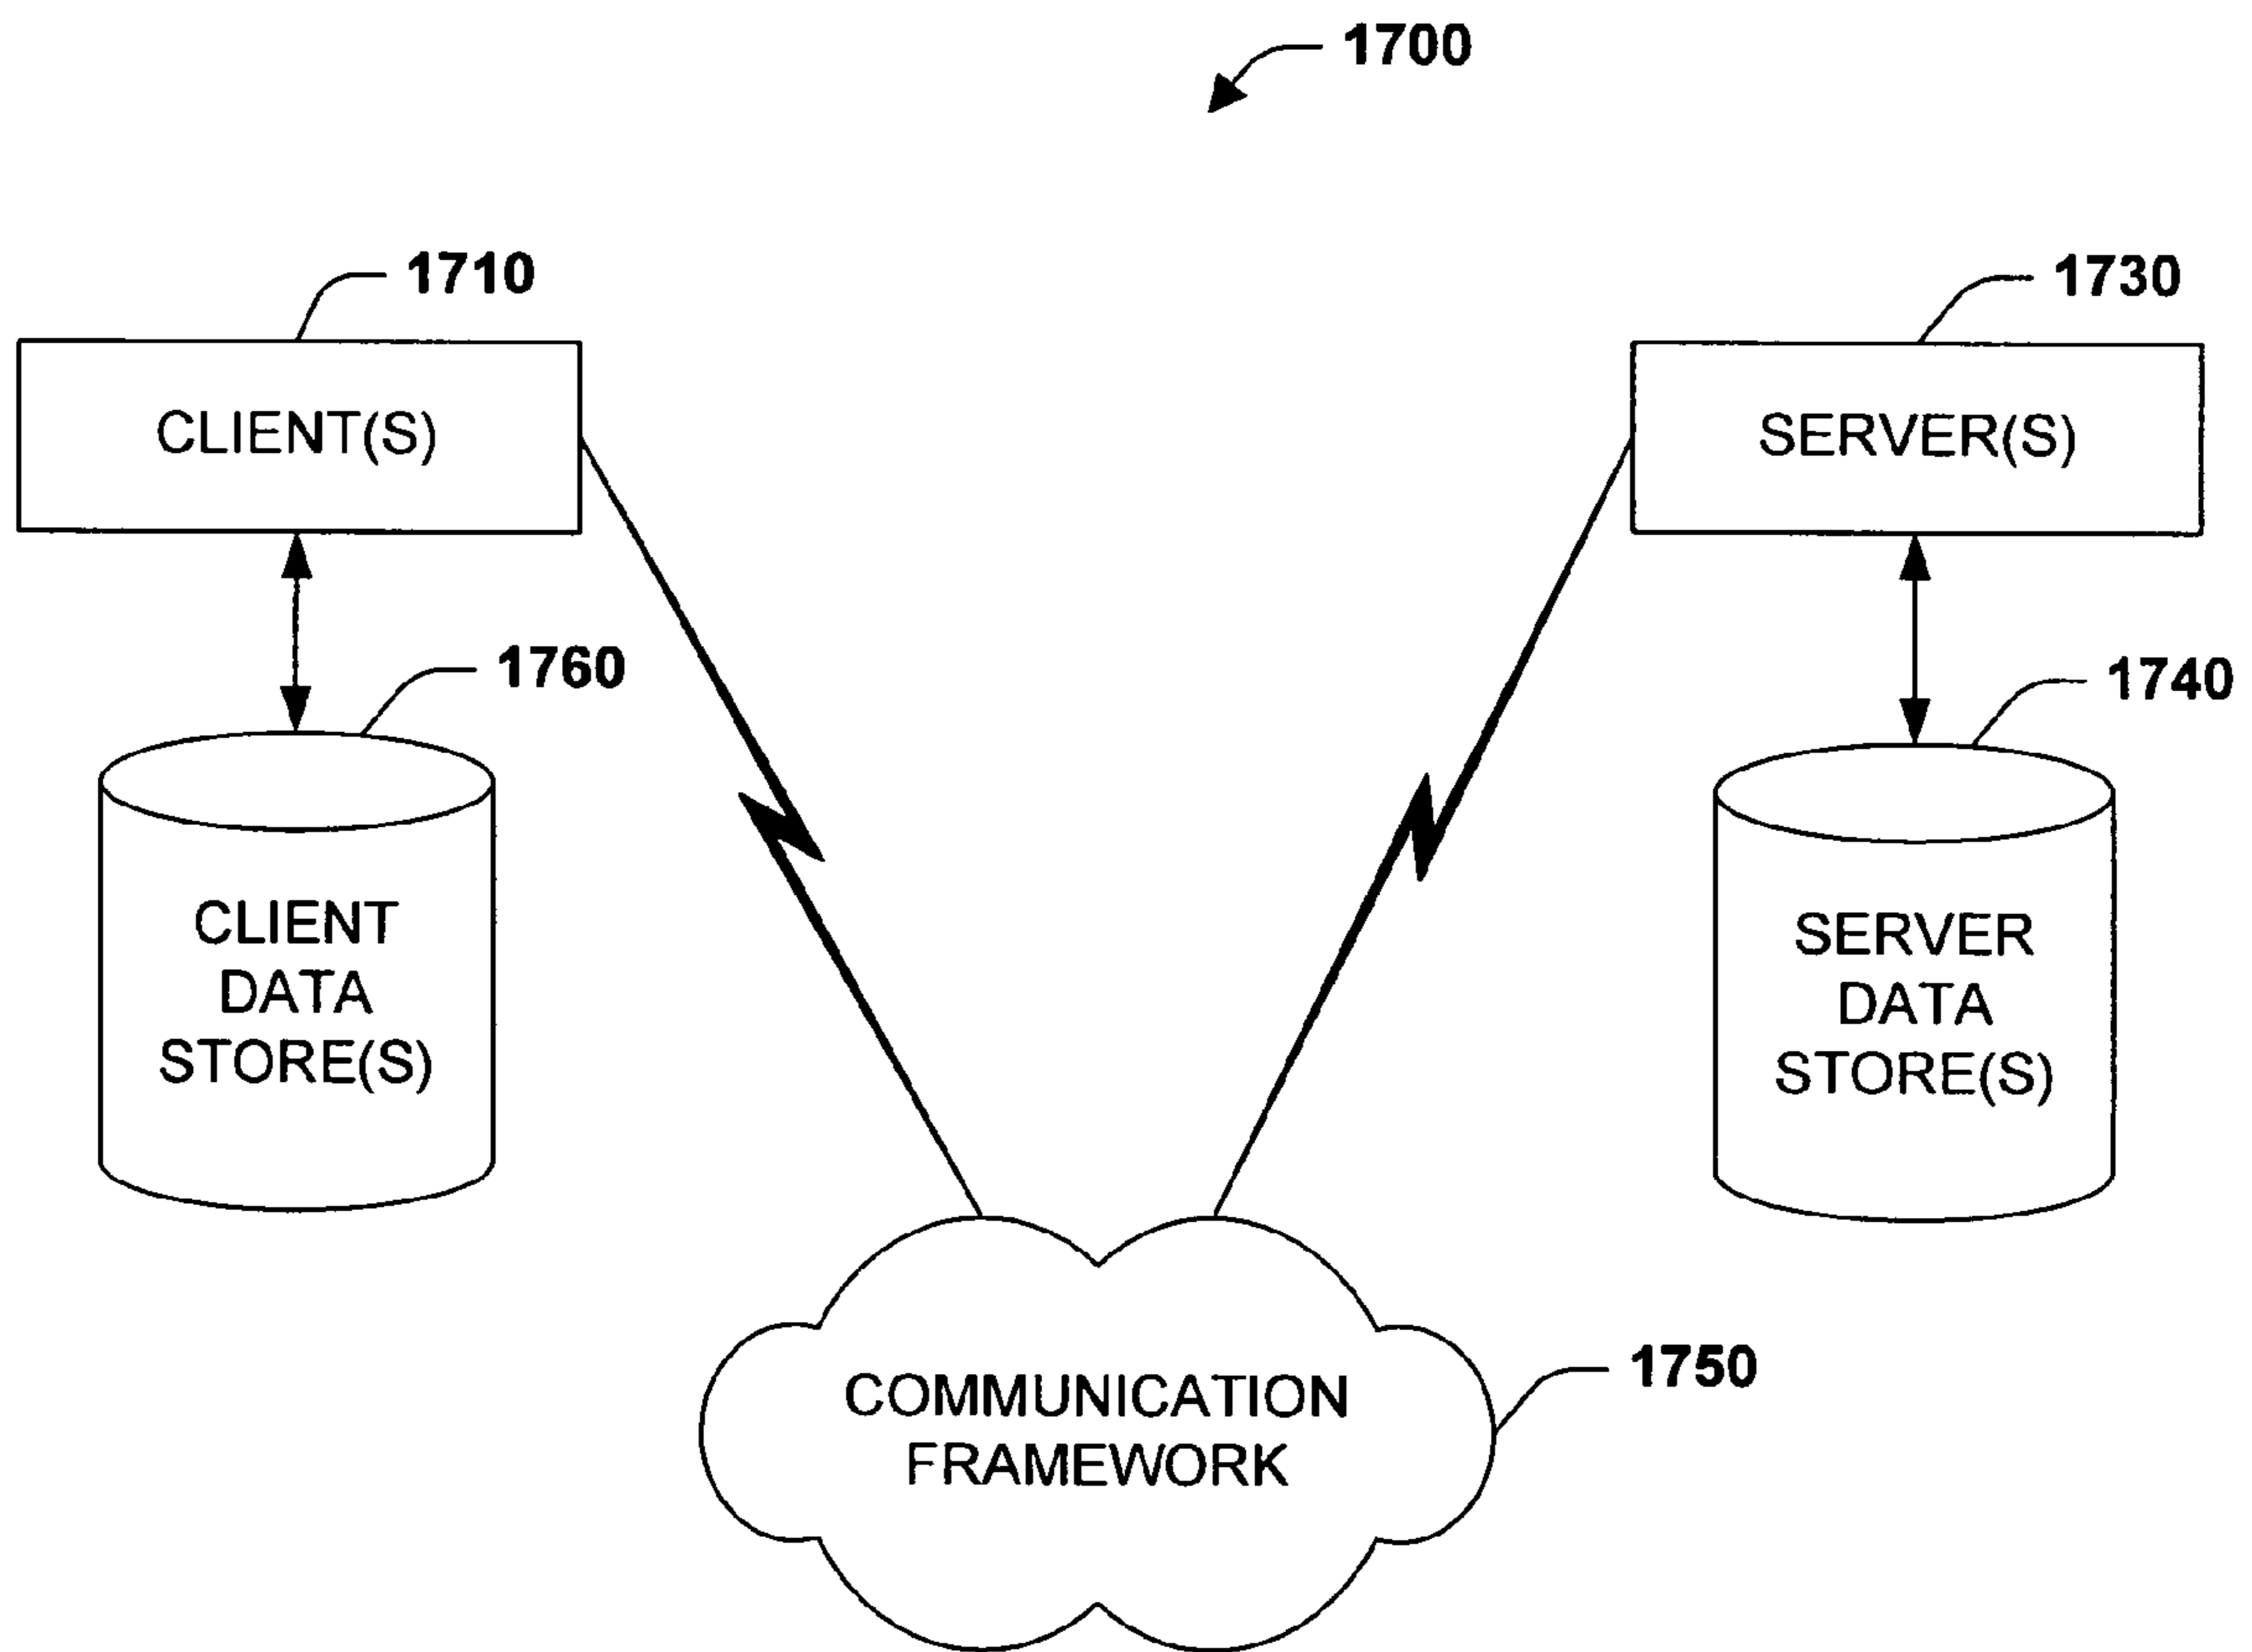 1700
1710
1730
CLIENT(S)
SERVER(S)
1760
1740
CLIENT
DATA
STORE(S)
SERVER
DATA
STORE(S)
1750
COMMUNICATION
FRAMEWORK